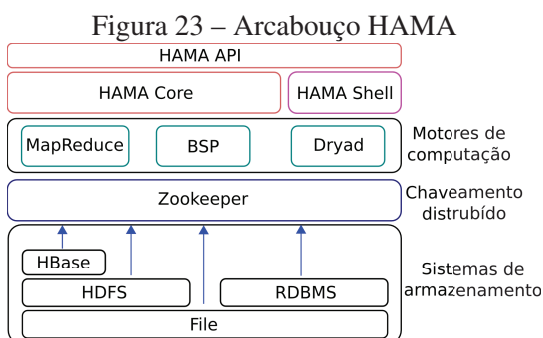 Figura 23 – Arcabouço HAMA
HAMA API
HAMA Core
HAMA Shell
MapReduce
BSP
Dryad
Motores de
computação
Zookeeper
Chaveamento
distrubído
HBase
HDFS
RDBMS
File
Sistemas de
armazenamento